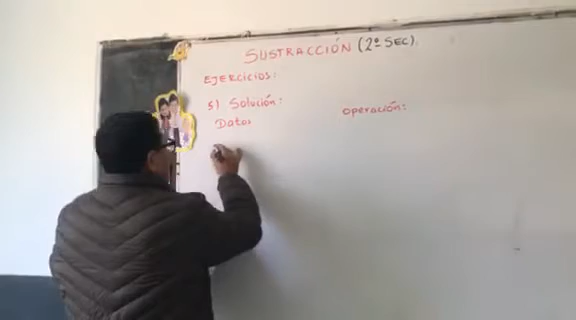 SUSTRACCIÓN (2º SEC).
EJERCICIOS:
5) Solución:
Datos
operación: